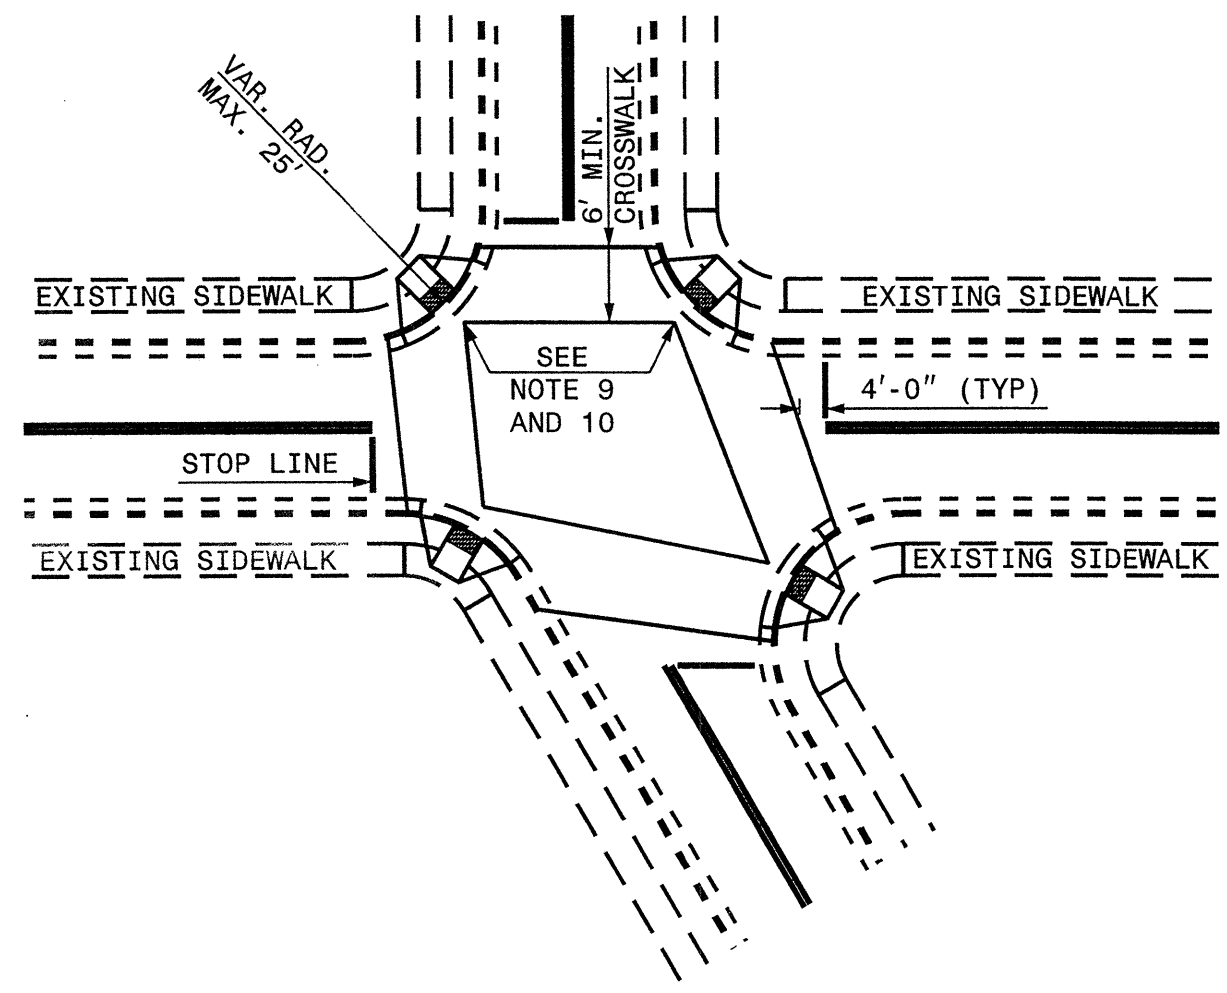 VAR. RAD.
MAX. 25'
6' MIN.
CROSSWALK
EXISTING SIDEWALK
EXISTING SIDEWALK
SEE
NOTE 9
AND 10
4'-0" (TYP)
STOP LINE
EXISTING SIDEWALK
EXISTING SIDEWALK